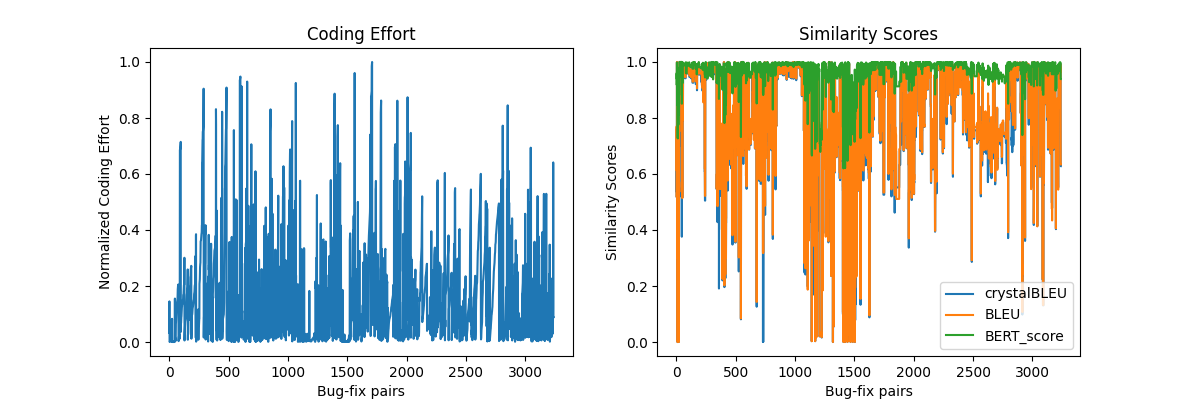 Coding Effort
Normalized Coding Effort
1.0
0.8
0.6
0.4
0.2
0.0
0 500 1000 1500 2000 2500 3000
Bug-fix pairs
Similarity Scores
Similarity Scores
1.0
0.8
0.6
0.4
0.2
0.0
crystalBLEU
BLEU
BERT_score
0 500 1000 1500 2000 2500 3000
Bug-fix pairs